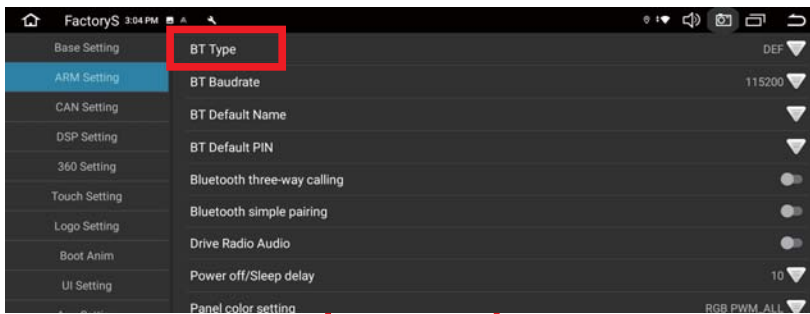 FactoryS 3:04 PM
Base Setting
BT Type DEF
ARM Setting
BT Baudrate 115200
CAN Setting
BT Default Name
DSP Setting
BT Default PIN
360 Setting
Bluetooth three-way calling
Touch Setting
Bluetooth simple pairing
Logo Setting
Drive Radio Audio
Boot Anim
Power off/Sleep delay 10
UI Setting
Panel color setting RGB PWM_ALL